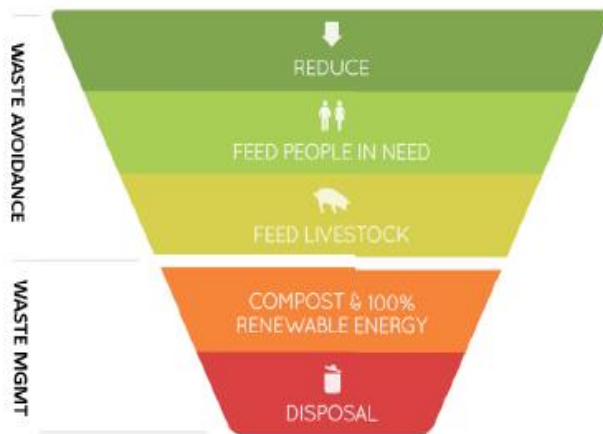 WASTE AVOIDANCE
REDUCE
FEED PEOPLE IN NEED
FEED LIVESTOCK
WASTE MGMT
COMPOST & 100%
RENEWABLE ENERGY
DISPOSAL